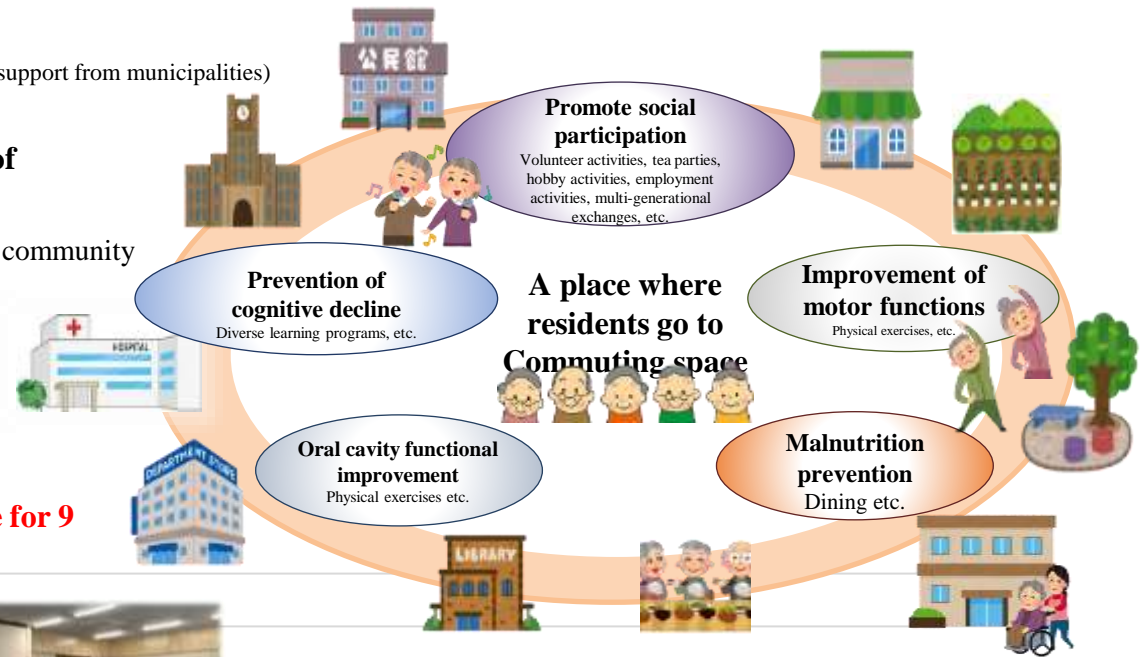 support from municipalities)
of
community
e for 9
公民館
Promote social
participation
Volunteer activities, tea parties,
hobby activities, employment
activities, multi-generational
exchanges, etc.
Prevention of
cognitive decline
Diverse learning programs, etc.
A place where
residents go to
Commuting space
Improvement of
motor functions
Physical exercises, etc.
HOSPITAL
Oral cavity functional
improvement
Physical exercises etc.
Malnutrition
prevention
Dining etc.
DEPARTMENT STORE
LIBRARY